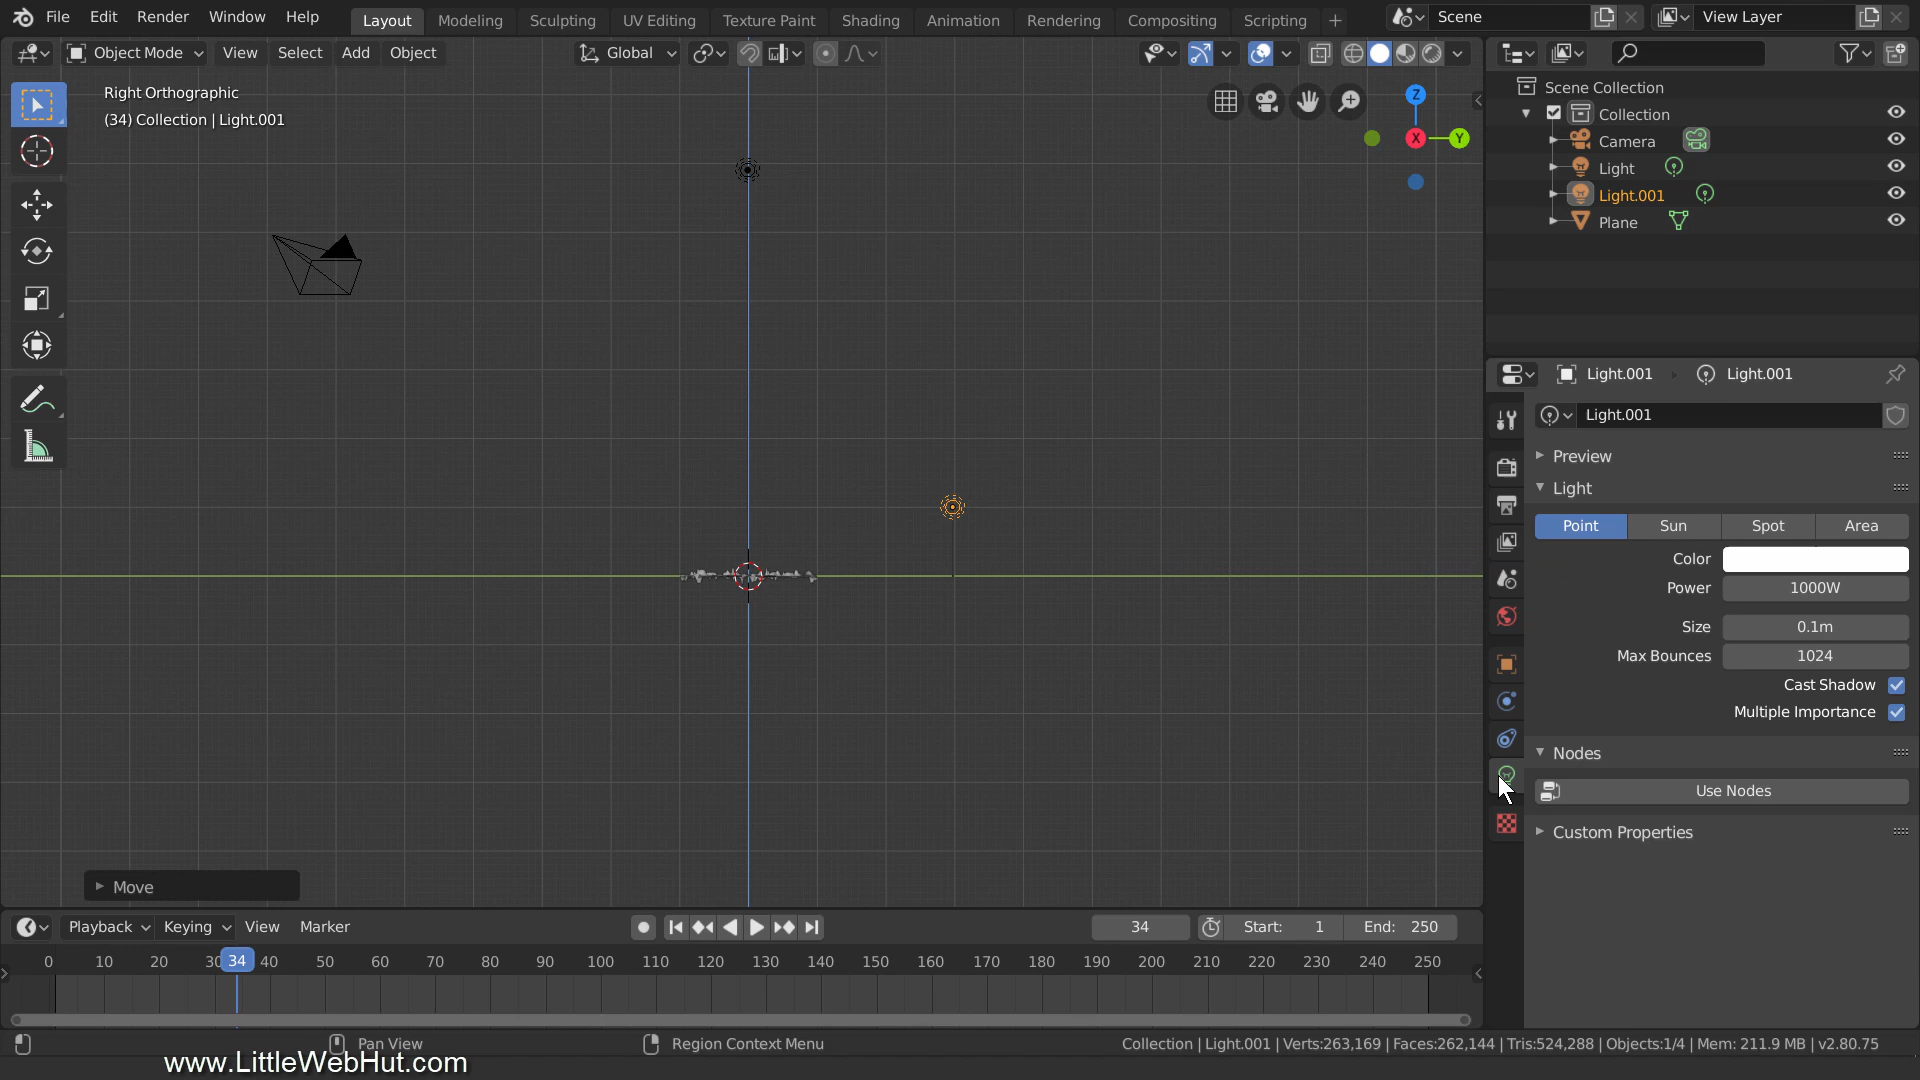 File Edit Render Window Help Layout Modeling Sculpting UV Editing Texture Paint Shading Animation Rendering Compositing Scripting + Scene View Layer
Object Mode View Select Add Object Global
Right Orthographic
(34) Collection | Light.001
Z
X
Y
Scene Collection
Collection
Camera
Light
Light.001
Plane
Light.001 Light.001
Light.001
Preview
Light
Point Sun Spot Area
Color
Power 1000W
Size 0.1m
Max Bounces 1024
Cast Shadow
Multiple Importance
Nodes
Use Nodes
Custom Properties
Move
Playback Keying View Marker 34 Start: 1 End: 250
0 10 20 30 34 40 50 60 70 80 90 100 110 120 130 140 150 160 170 180 190 200 210 220 230 240 250
Pan View Region Context Menu Collection | Light.001 | Verts:263,169 | Faces:262,144 | Tris:524,288 | Objects:1/4 | Mem: 211.9 MB | v2.80.75
www.LittleWebHut.com